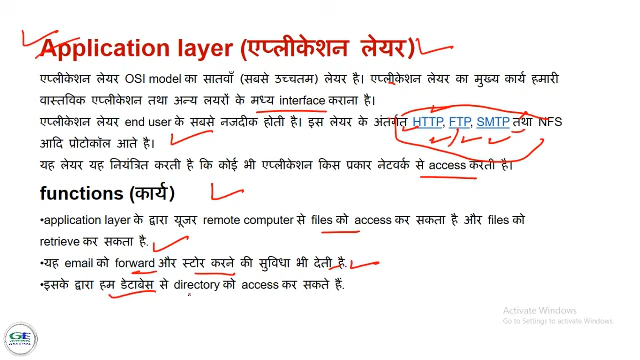 Application layer (एप्लीकेशन लेयर)
एप्लीकेशन लेयर OSI model का सातवाँ (सबसे उच्चतम) लेयर है। एप्लीकेशन लेयर का मुख्य कार्य हमारी
वास्तविक एप्लीकेशन तथा अन्य लयरों के मध्य interface कराना है।
एप्लीकेशन लेयर end user के सबसे नजदीक होती है। इस लेयर के अंतर्गत HTTP, FTP, SMTP तथा NFS
आदि प्रोटोकॉल आते है।
यह लेयर यह नियंत्रित करती है कि कोई भी एप्लीकेशन किस प्रकार नेटवर्क से access करती है।
functions (कार्य)
•application layer के द्वारा यूजर remote computer से files को access कर सकता है और files को
retrieve कर सकता है.
•यह email को forward और स्टोर करने की सुविधा भी देती है.
•इसके द्वारा हम डेटाबेस से directory को access कर सकते हैं.
Activate Windows
Go to Settings to activate Windows.
GE